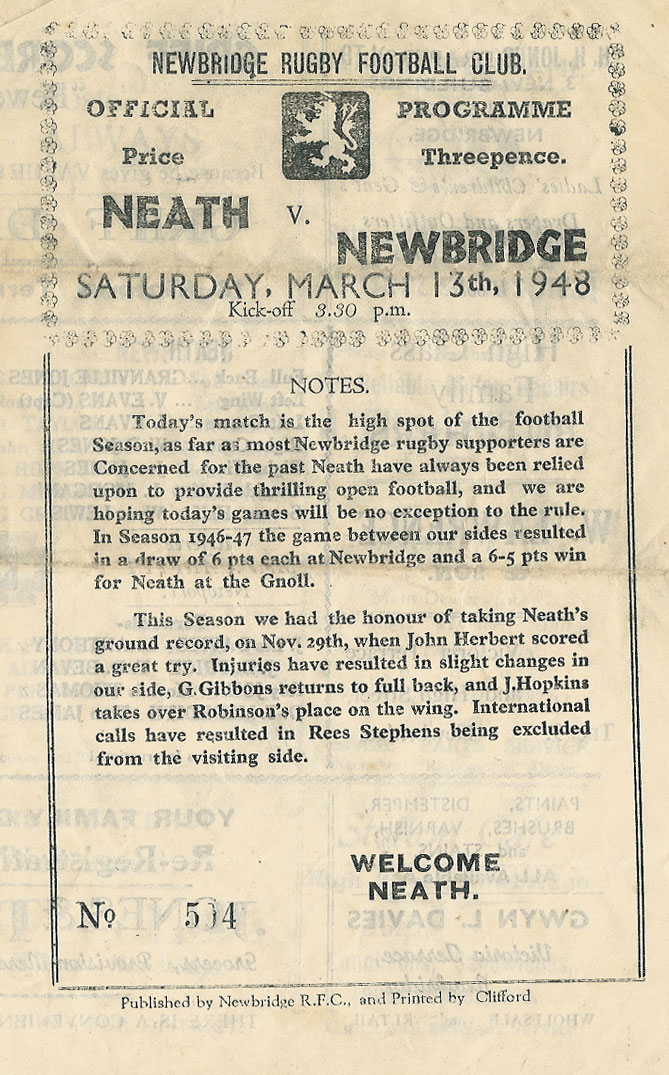 NEWBRIDGE RUGBY FOOTBALL CLUB.
OFFICIAL PROGRAMME
Price Threepence.
NEATH v.
NEWBRIDGE
SATURDAY, MARCH 13th, 1948
Kick-off 3.30 p.m.
NOTES.
Today's match is the high spot of the football
Season, as far as most Newbridge rugby supporters are
Concerned for the past Neath have always been relied
upon to provide thrilling open football, and we are
hoping today's games will be no exception to the rule.
In Season 1946-47 the game between our sides resulted
in a draw of 6 pts each at Newbridge and a 6-5 pts win
for Neath at the Gnoll.
This Season we had the honour of taking Neath's
ground record, on Nov. 29th, when John Herbert scored
a great try. Injuries have resulted in slight changes in
our side, G.Gibbons returns to full back, and J.Hopkins
takes over Robinson's place on the wing. International
calls have resulted in Rees Stephens being excluded
from the visiting side.
WELCOME
NEATH.
No 504
Published by Newbridge R.F.C., and Printed by Clifford